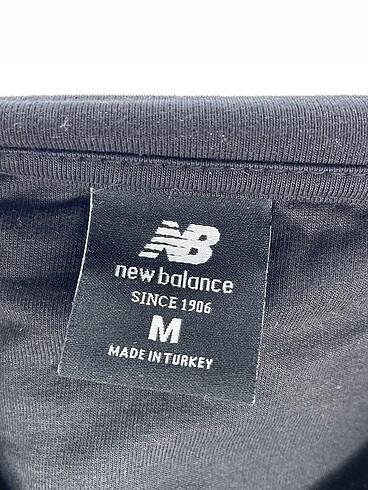 NB
new balance
SINCE 1906
M
MADE IN TURKEY